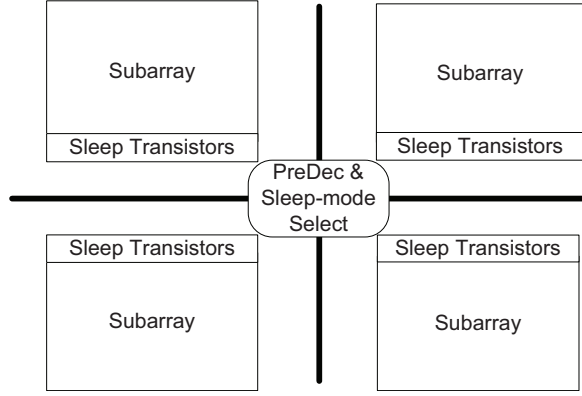 Subarray
Subarray
Sleep Transistors
Sleep Transistors
PreDec &
Sleep-mode
Select
Sleep Transistors
Sleep Transistors
Subarray
Subarray